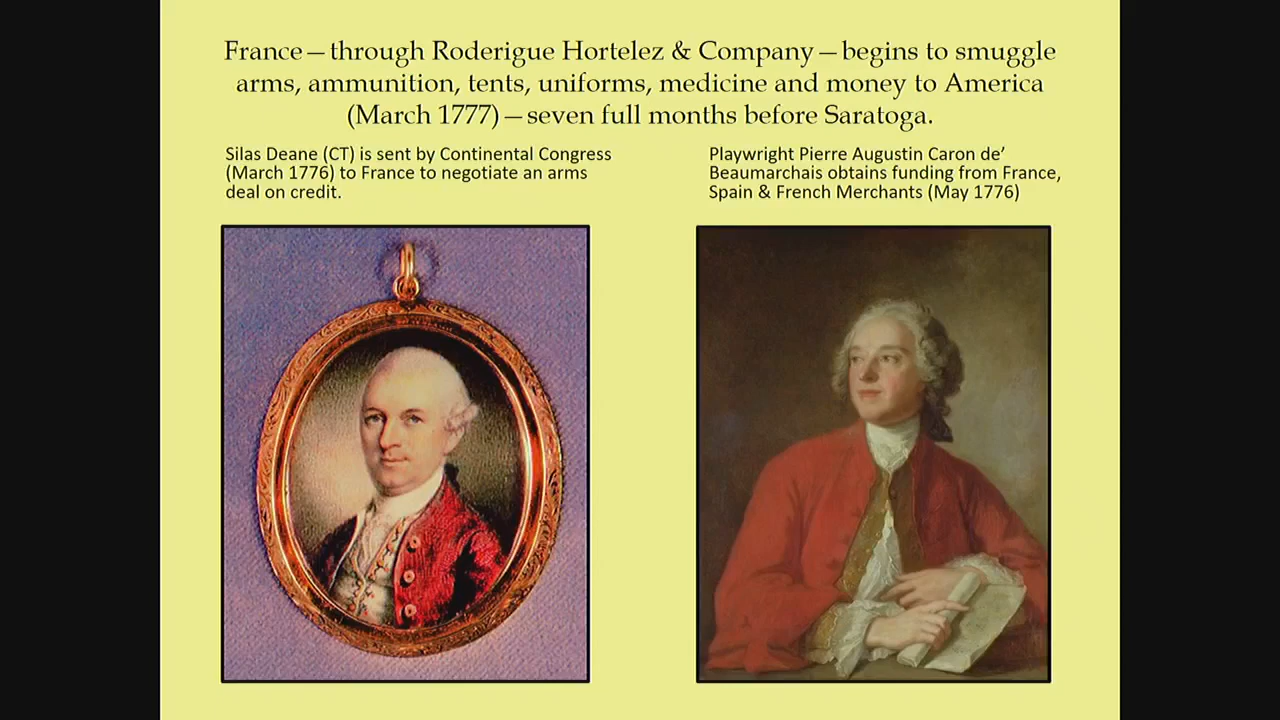 France—through Roderigue Hortelez & Company—begins to smuggle
arms, ammunition, tents, uniforms, medicine and money to America
(March 1777)—seven full months before Saratoga.
Silas Deane (CT) is sent by Continental Congress
(March 1776) to France to negotiate an arms
deal on credit.
Playwright Pierre Augustin Caron de’
Beaumarchais obtains funding from France,
Spain & French Merchants (May 1776)